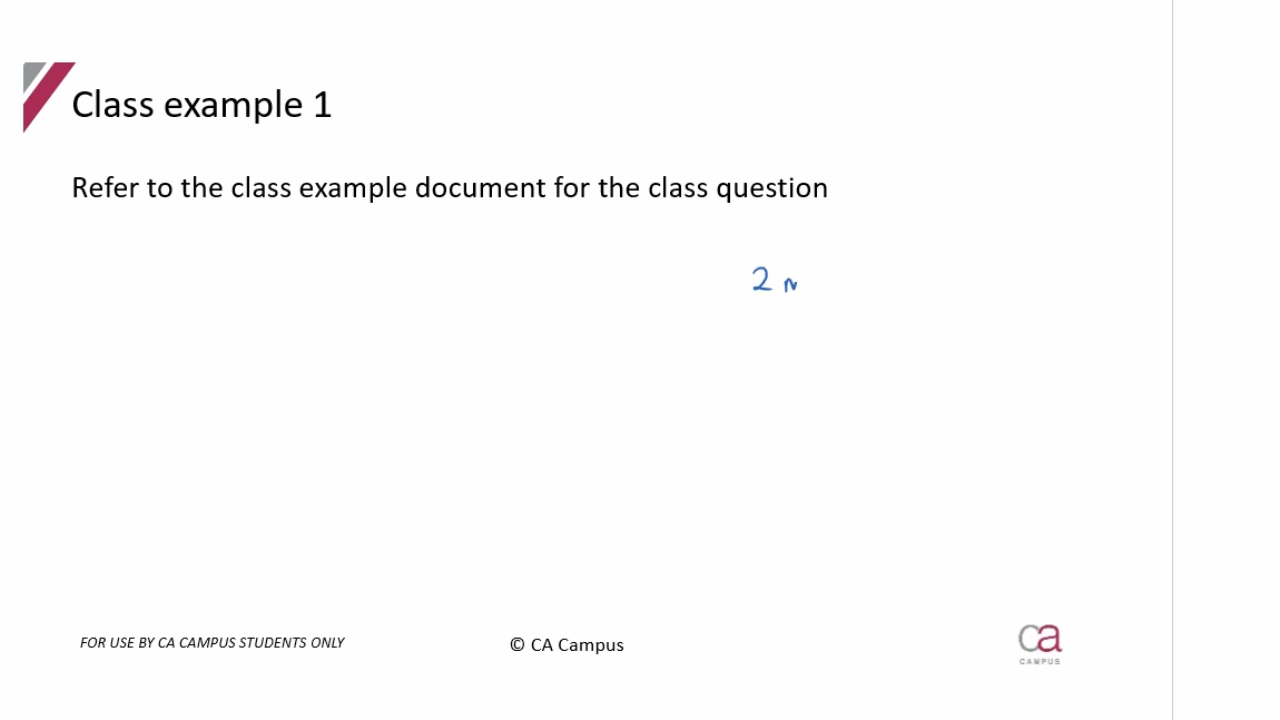 Class example 1
Refer to the class example document for the class question
2 n
FOR USE BY CA CAMPUS STUDENTS ONLY
© CA Campus
ca
CAMPUS